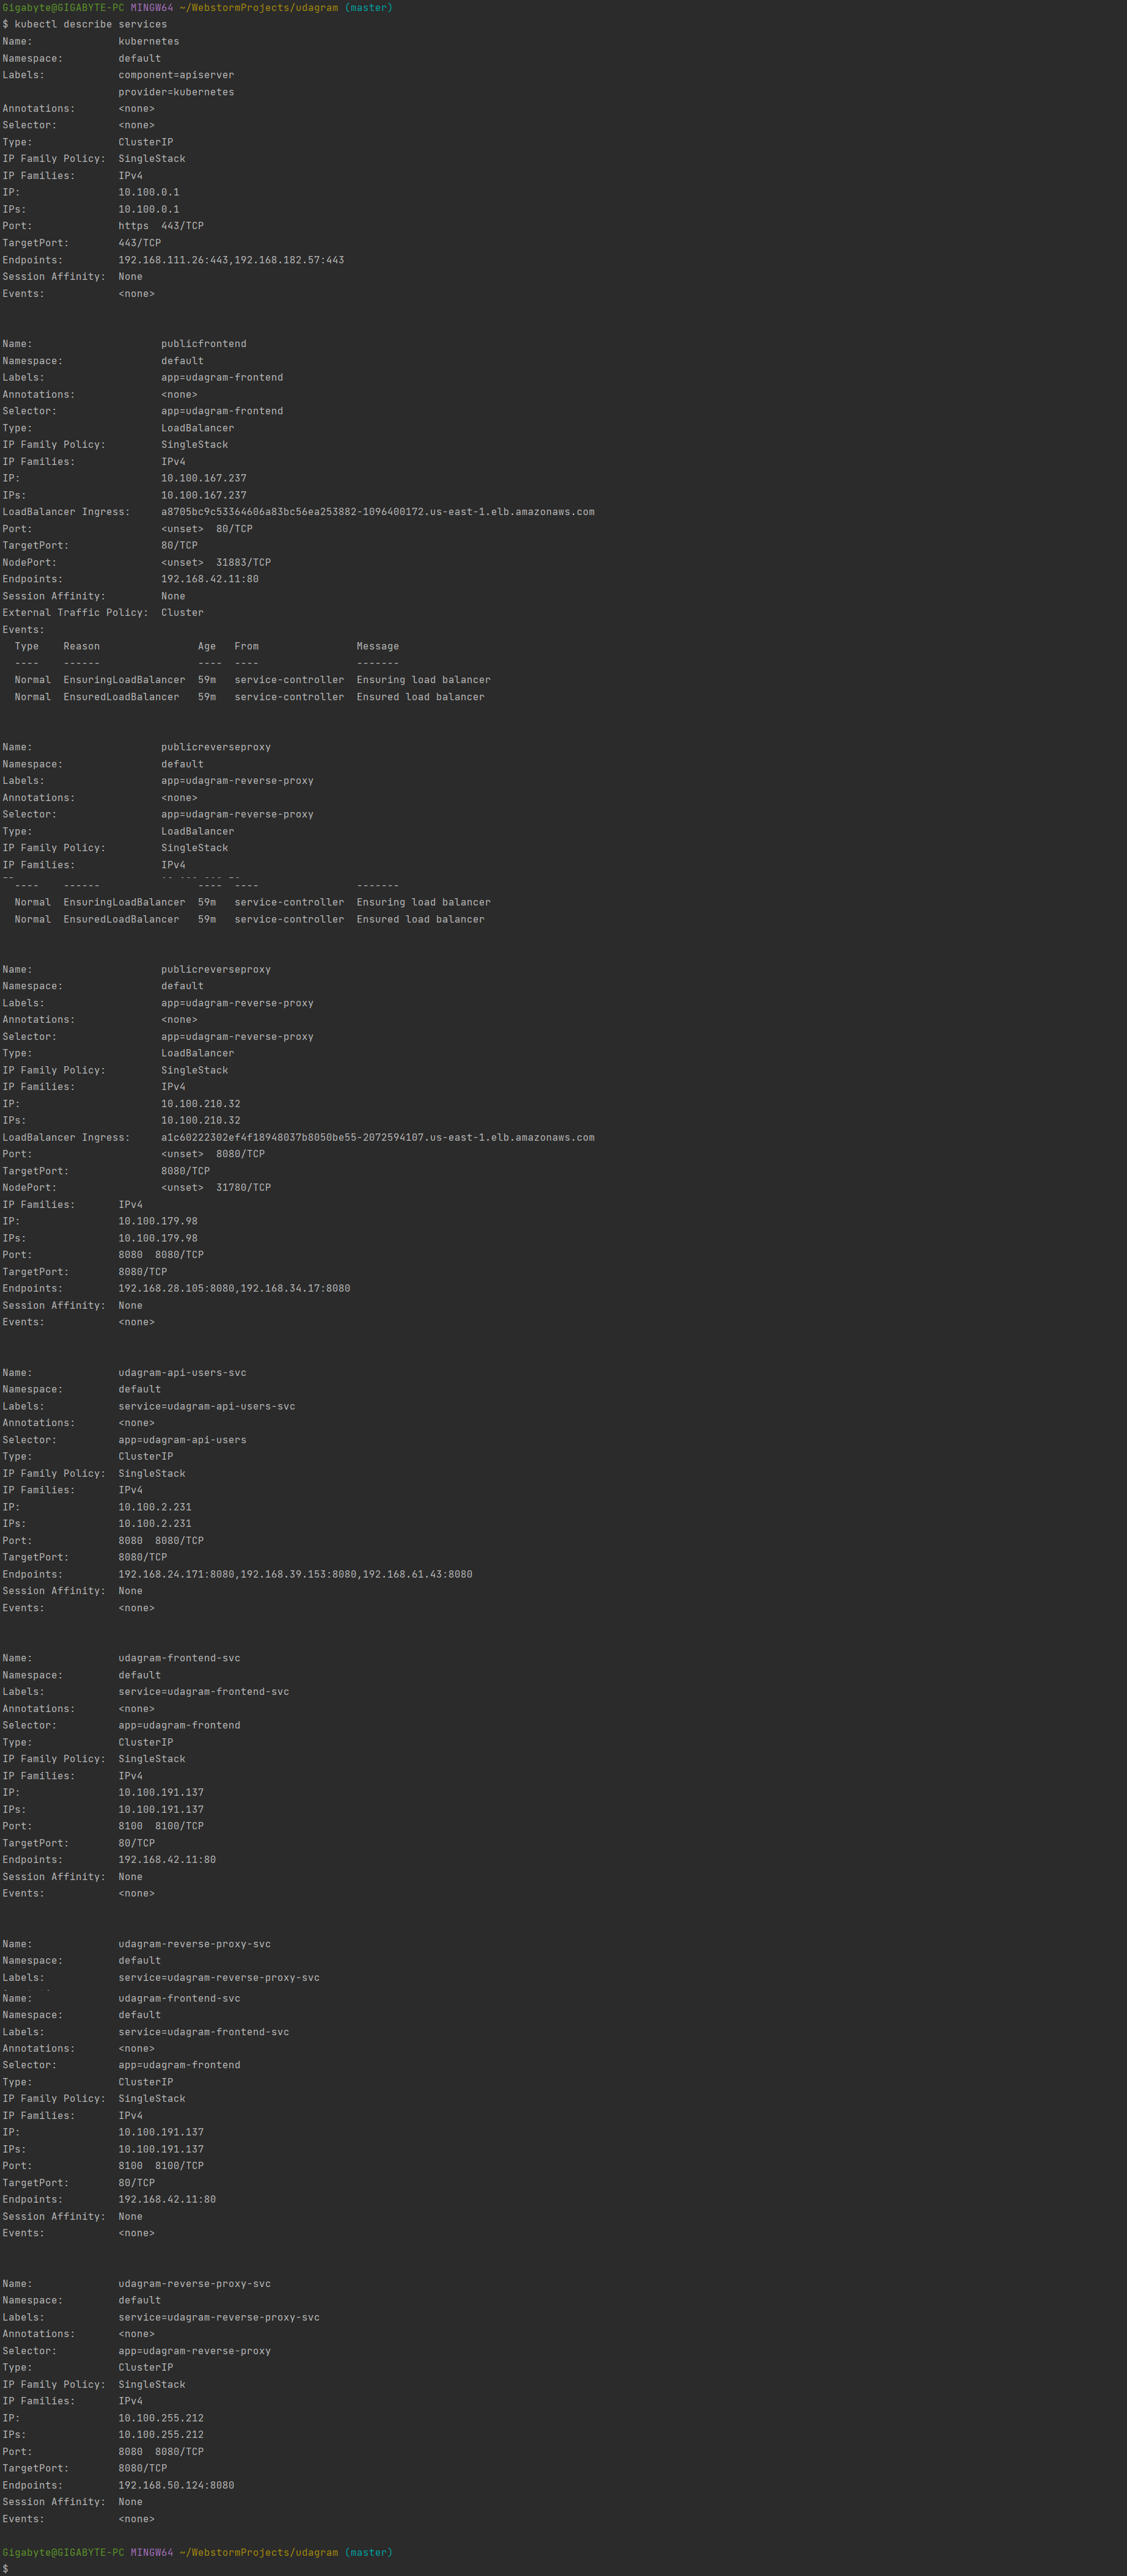 Gigabyte@GIGABYTE-PC MINGW64 ~/WebstormProjects/udagram (master)
$ kubectl describe services
Name:              kubernetes
Namespace:         default
Labels:            component=apiserver
                   provider=kubernetes
Annotations:       <none>
Selector:          <none>
Type:              ClusterIP
IP Family Policy:  SingleStack
IP Families:       IPv4
IP:                10.100.0.1
IPs:               10.100.0.1
Port:              https  443/TCP
TargetPort:        443/TCP
Endpoints:         192.168.111.26:443,192.168.182.57:443
Session Affinity:  None
Events:            <none>

Name:                     publicfrontend
Namespace:                default
Labels:                   app=udagram-frontend
Annotations:              <none>
Selector:                 app=udagram-frontend
Type:                     LoadBalancer
IP Family Policy:         SingleStack
IP Families:              IPv4
IP:                       10.100.167.237
IPs:                      10.100.167.237
LoadBalancer Ingress:     a8705bc9c53364606a83bc56ea253882-1096400172.us-east-1.elb.amazonaws.com
Port:                     <unset>  80/TCP
TargetPort:               80/TCP
NodePort:                 <unset>  31883/TCP
Endpoints:                192.168.42.11:80
Session Affinity:         None
External Traffic Policy:  Cluster
Events:
  Type    Reason                Age   From                Message
  ----    ------                ----  ----                -------
  Normal  EnsuringLoadBalancer  59m   service-controller  Ensuring load balancer
  Normal  EnsuredLoadBalancer   59m   service-controller  Ensured load balancer

Name:                     publicreverseproxy
Namespace:                default
Labels:                   app=udagram-reverse-proxy
Annotations:              <none>
Selector:                 app=udagram-reverse-proxy
Type:                     LoadBalancer
IP Family Policy:         SingleStack
IP Families:              IPv4
  ----    ------                ----  ----                -------
  Normal  EnsuringLoadBalancer  59m   service-controller  Ensuring load balancer
  Normal  EnsuredLoadBalancer   59m   service-controller  Ensured load balancer

Name:                     publicreverseproxy
Namespace:                default
Labels:                   app=udagram-reverse-proxy
Annotations:              <none>
Selector:                 app=udagram-reverse-proxy
Type:                     LoadBalancer
IP Family Policy:         SingleStack
IP Families:              IPv4
IP:                       10.100.210.32
IPs:                      10.100.210.32
LoadBalancer Ingress:     a1c60222302ef4f18948037b8050be55-2072594107.us-east-1.elb.amazonaws.com
Port:                     <unset>  8080/TCP
TargetPort:               8080/TCP
NodePort:                 <unset>  31780/TCP
IP Families:       IPv4
IP:                10.100.179.98
IPs:               10.100.179.98
Port:              8080  8080/TCP
TargetPort:        8080/TCP
Endpoints:         192.168.28.105:8080,192.168.34.17:8080
Session Affinity:  None
Events:            <none>

Name:              udagram-api-users-svc
Namespace:         default
Labels:            service=udagram-api-users-svc
Annotations:       <none>
Selector:          app=udagram-api-users
Type:              ClusterIP
IP Family Policy:  SingleStack
IP Families:       IPv4
IP:                10.100.2.231
IPs:               10.100.2.231
Port:              8080  8080/TCP
TargetPort:        8080/TCP
Endpoints:         192.168.24.171:8080,192.168.39.153:8080,192.168.61.43:8080
Session Affinity:  None
Events:            <none>

Name:              udagram-frontend-svc
Namespace:         default
Labels:            service=udagram-frontend-svc
Annotations:       <none>
Selector:          app=udagram-frontend
Type:              ClusterIP
IP Family Policy:  SingleStack
IP Families:       IPv4
IP:                10.100.191.137
IPs:               10.100.191.137
Port:              8100  8100/TCP
TargetPort:        80/TCP
Endpoints:         192.168.42.11:80
Session Affinity:  None
Events:            <none>

Name:              udagram-reverse-proxy-svc
Namespace:         default
Labels:            service=udagram-reverse-proxy-svc
Name:              udagram-frontend-svc
Namespace:         default
Labels:            service=udagram-frontend-svc
Annotations:       <none>
Selector:          app=udagram-frontend
Type:              ClusterIP
IP Family Policy:  SingleStack
IP Families:       IPv4
IP:                10.100.191.137
IPs:               10.100.191.137
Port:              8100  8100/TCP
TargetPort:        80/TCP
Endpoints:         192.168.42.11:80
Session Affinity:  None
Events:            <none>

Name:              udagram-reverse-proxy-svc
Namespace:         default
Labels:            service=udagram-reverse-proxy-svc
Annotations:       <none>
Selector:          app=udagram-reverse-proxy
Type:              ClusterIP
IP Family Policy:  SingleStack
IP Families:       IPv4
IP:                10.100.255.212
IPs:               10.100.255.212
Port:              8080  8080/TCP
TargetPort:        8080/TCP
Endpoints:         192.168.50.124:8080
Session Affinity:  None
Events:            <none>

Gigabyte@GIGABYTE-PC MINGW64 ~/WebstormProjects/udagram (master)
$